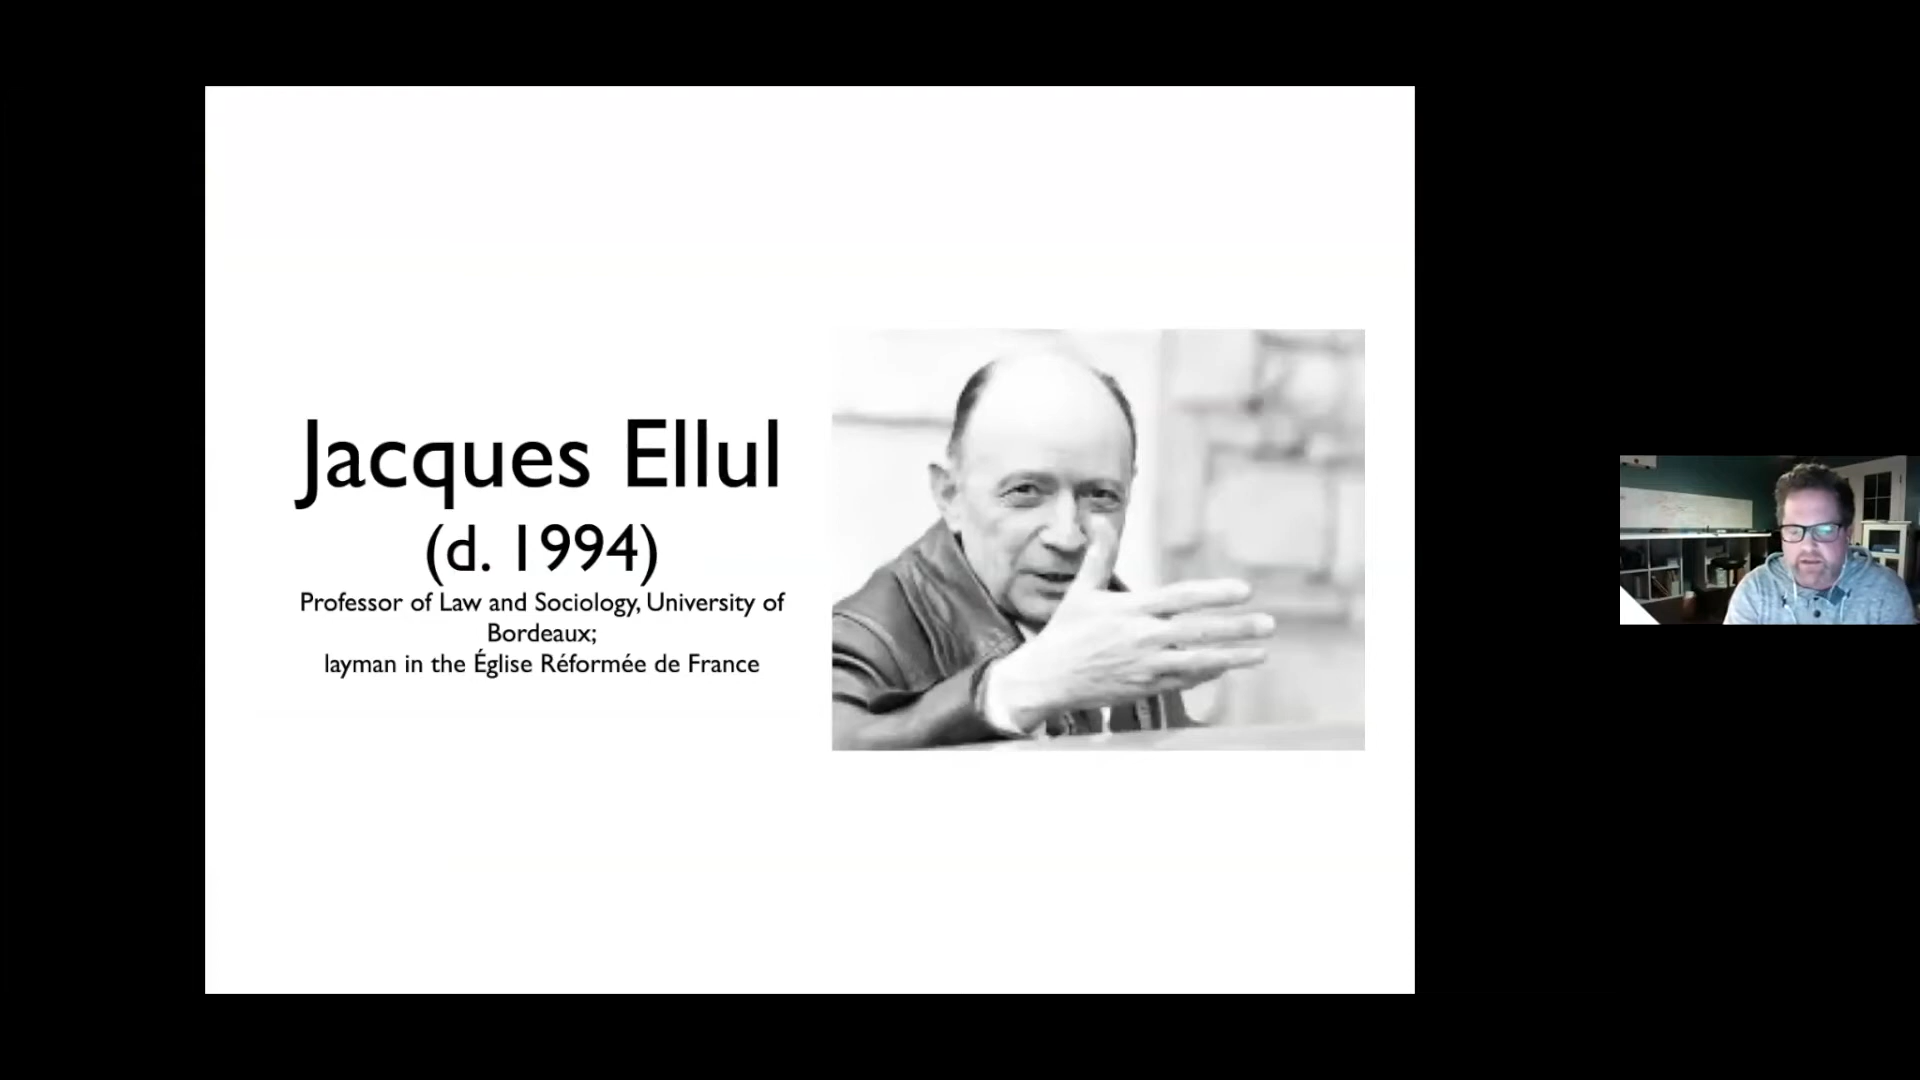 Jacques Ellul
(d. 1994)
Professor of Law and Sociology, University of
Bordeaux;
layman in the Église Réformée de France